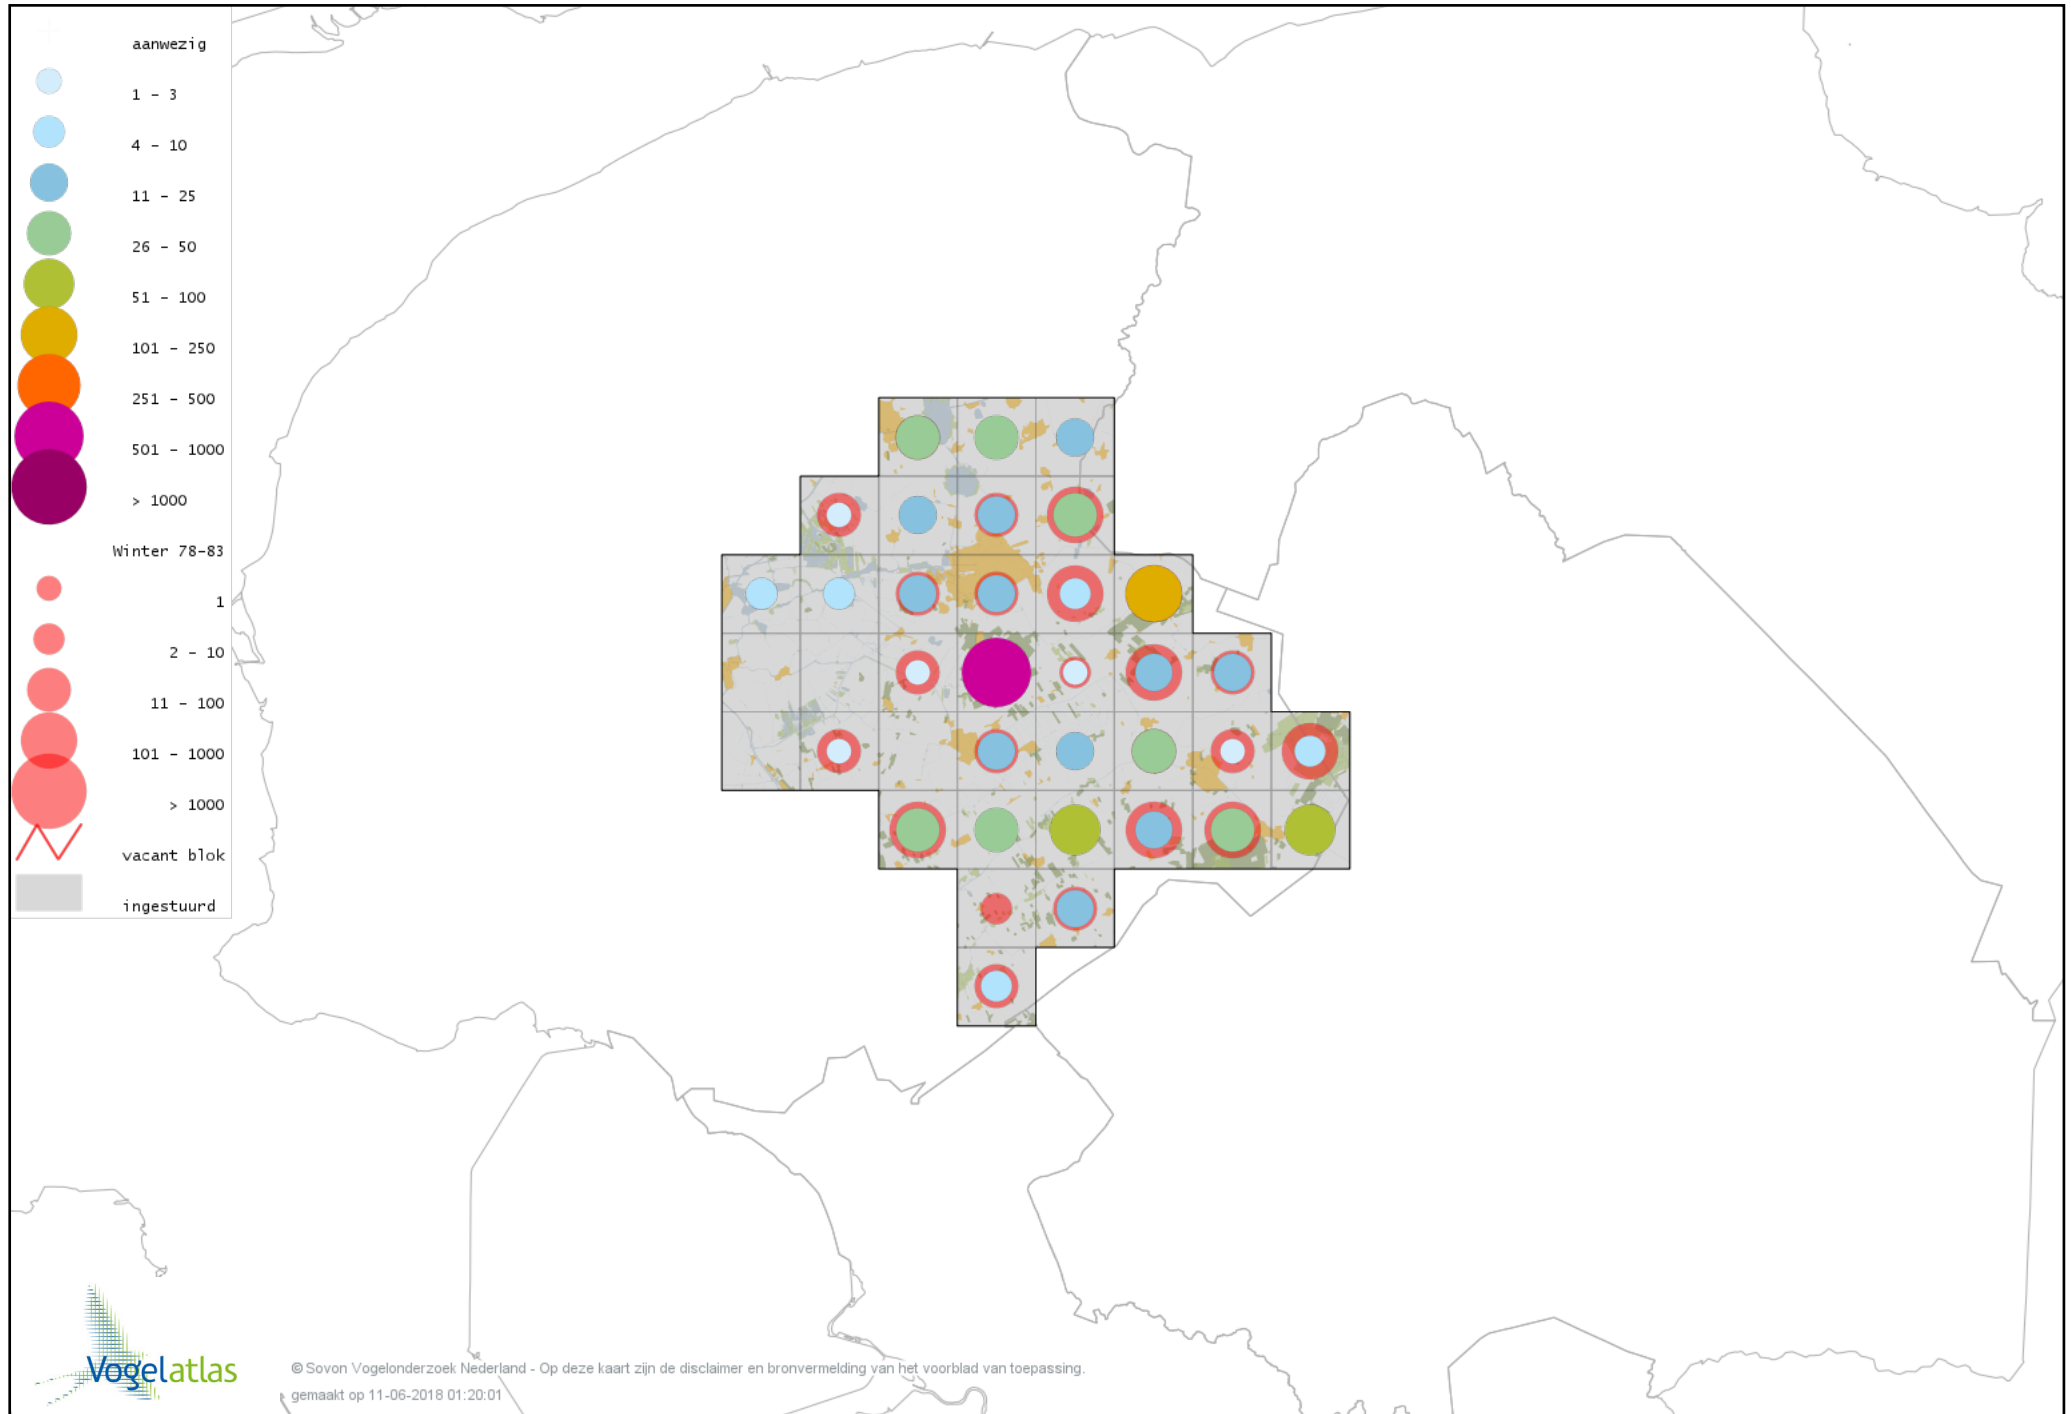 aanwezig
1 - 3
4 - 10
11 - 25
26 - 50
51 - 100
101 - 250
251 - 500
501 - 1000
> 1000
Winter 78-83
1
2 - 10
11 - 100
101 - 1000
> 1000
vacant blok
ingestuurd
Vogelatlas
© Sovon Vogelonderzoek Nederland - Op deze kaart zijn de disclaimer en bronvermelding van het voorblad van toepassing.
gemaakt op 11-06-2018 01:20:01